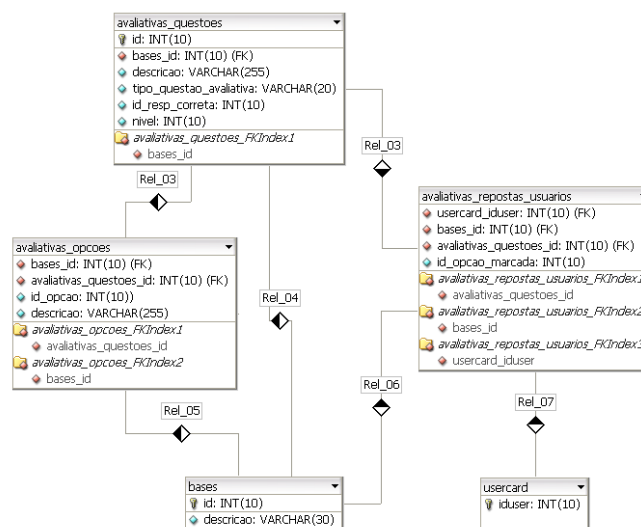 avaliativas_questoes
id: INT(10)
bases_id: INT(10) (FK)
descricao: VARCHAR(255)
tipo_questao_avaliativa: VARCHAR(20)
id_resp_correta: INT(10)
nivel: INT(10)
avaliativas_questoes_FKIndex1
bases_id
Rel_03
Rel_03
avaliativas_opcoes
bases_id: INT(10) (FK)
avaliativas_questoes_id: INT(10) (FK)
id_opcao: INT(10))
descricao: VARCHAR(255)
avaliativas_opcoes_FKIndex1
avaliativas_questoes_id
avaliativas_opcoes_FKIndex2
bases_id
avaliativas_repostas_usuarios
usercard_iduser: INT(10) (FK)
bases_id: INT(10) (FK)
avaliativas_questoes_id: INT(10) (FK)
id_opcao_marcada: INT(10)
avaliativas_repostas_usuarios_FKIndex1
avaliativas_questoes_id
avaliativas_repostas_usuarios_FKIndex2
bases_id
avaliativas_repostas_usuarios_FKIndex3
usercard_iduser
Rel_04
Rel_05
Rel_06
Rel_07
bases
id: INT(10)
descricao: VARCHAR(30)
usercard
iduser: INT(10)